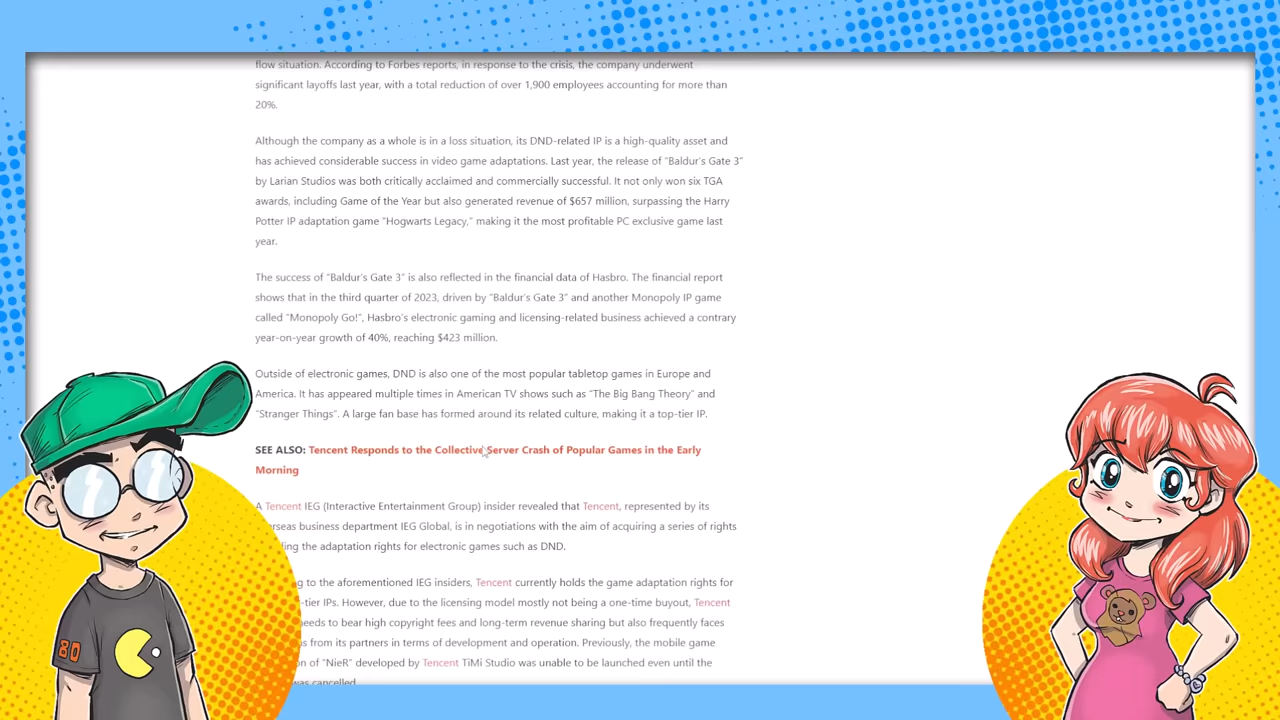 flow situation. According to Forbes reports, in response to the crisis, the company underwent
significant layoffs last year, with a total reduction of over 1,900 employees accounting for more than
20%.
Although the company as a whole is in a loss situation, its DND-related IP is a high-quality asset and
has achieved considerable success in video game adaptations. Last year, the release of “Baldur’s Gate 3”
by Larian Studios was both critically acclaimed and commercially successful. It not only won six TGA
awards, including Game of the Year but also generated revenue of $657 million, surpassing the Harry
Potter IP adaptation game “Hogwarts Legacy,” making it the most profitable PC exclusive game last
year.
The success of “Baldur’s Gate 3” is also reflected in the financial data of Hasbro. The financial report
shows that in the third quarter of 2023, driven by “Baldur’s Gate 3” and another Monopoly IP game
called “Monopoly Go!”, Hasbro’s electronic gaming and licensing-related business achieved a contrary
year-on-year growth of 40%, reaching $423 million.
Outside of electronic games, DND is also one of the most popular tabletop games in Europe and
America. It has appeared multiple times in American TV shows such as “The Big Bang Theory” and
“Stranger Things”. A large fan base has formed around its related culture, making it a top-tier IP.
SEE ALSO: Tencent Responds to the Collective Server Crash of Popular Games in the Early
Morning
A Tencent IEG (Interactive Entertainment Group) insider revealed that Tencent, represented by its
business department IEG Global, is in negotiations with the aim of acquiring a series of rights
the adaptation rights for electronic games such as DND.
to the aforementioned IEG insiders, Tencent currently holds the game adaptation rights for
-tier IPs. However, due to the licensing model mostly not being a one-time buyout, Tencent
needs to bear high copyright fees and long-term revenue sharing but also frequently faces
from its partners in terms of development and operation. Previously, the mobile game
of “NieR” developed by Tencent TiMi Studio was unable to be launched even until the
was cancelled.
80